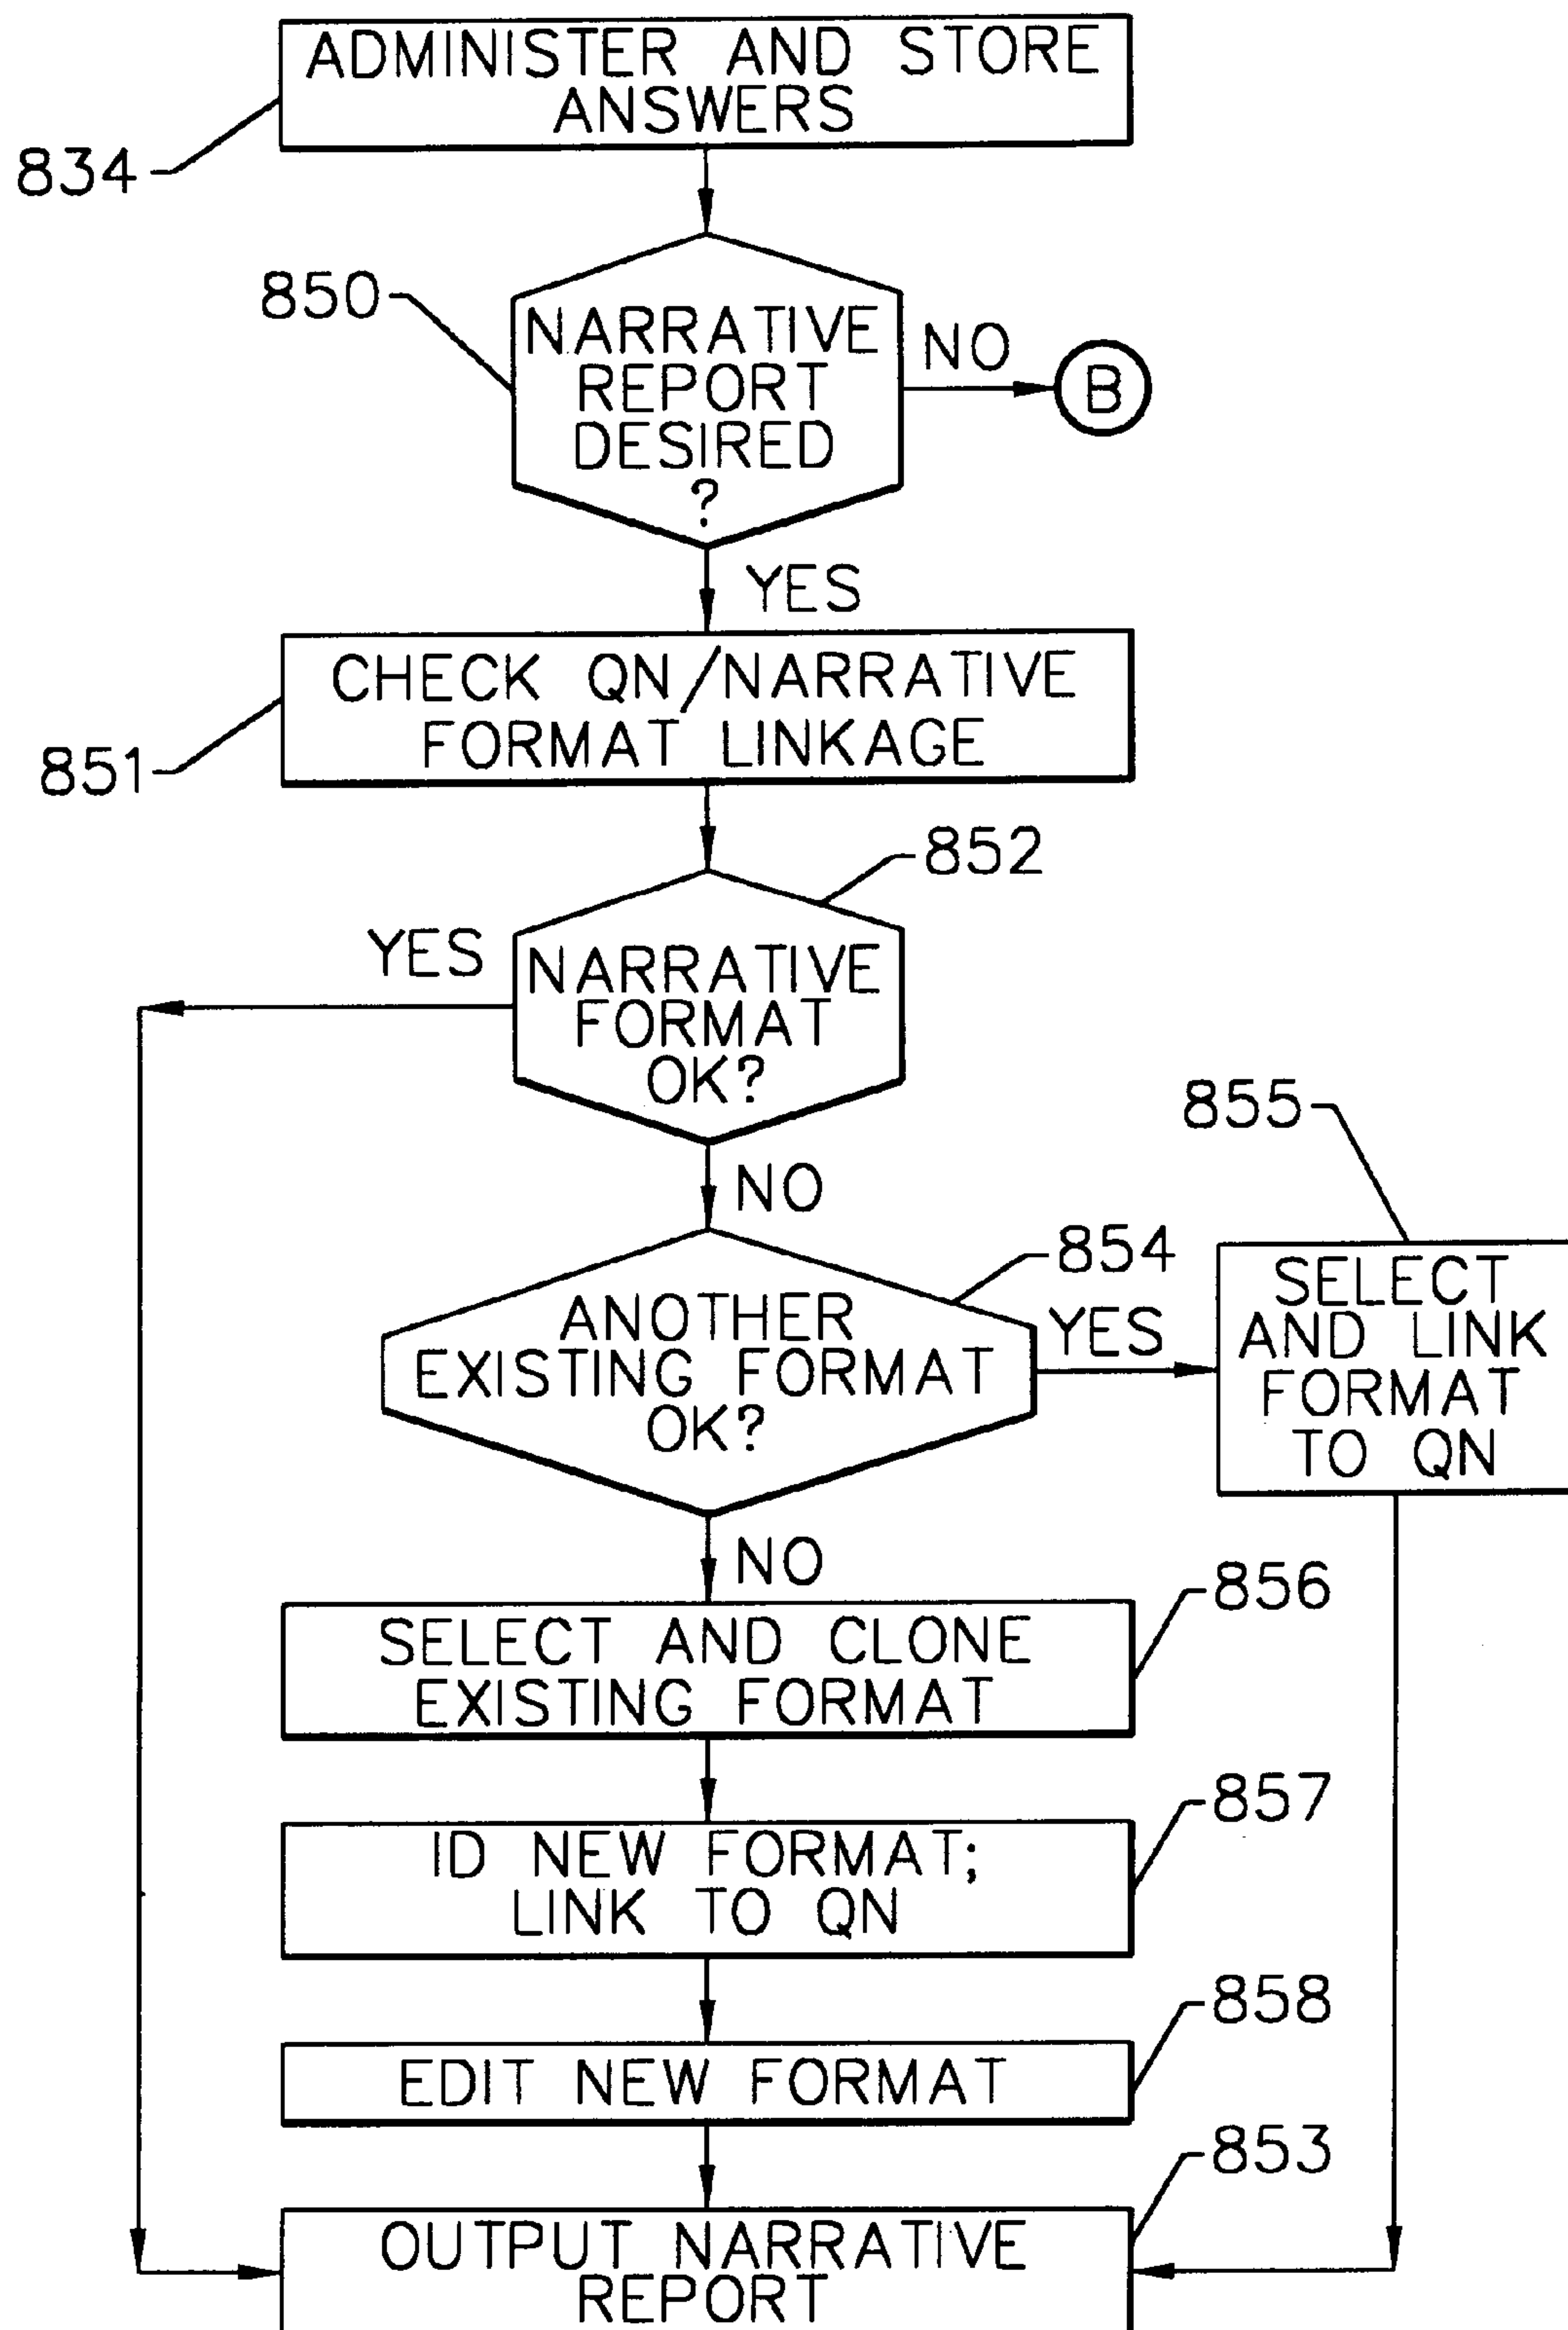 ADMINISTER AND STORE
ANSWERS
834
850
NARRATIVE
REPORT
DESIRED
?
NO
B
YES
CHECK QN/NARRATIVE
FORMAT LINKAGE
851
852
YES
NARRATIVE
FORMAT
OK?
855
NO
854
ANOTHER
EXISTING FORMAT
OK?
YES
SELECT
AND LINK
FORMAT
TO QN
NO
856
SELECT AND CLONE
EXISTING FORMAT
857
ID NEW FORMAT;
LINK TO QN
858
EDIT NEW FORMAT
853
OUTPUT NARRATIVE
REPORT